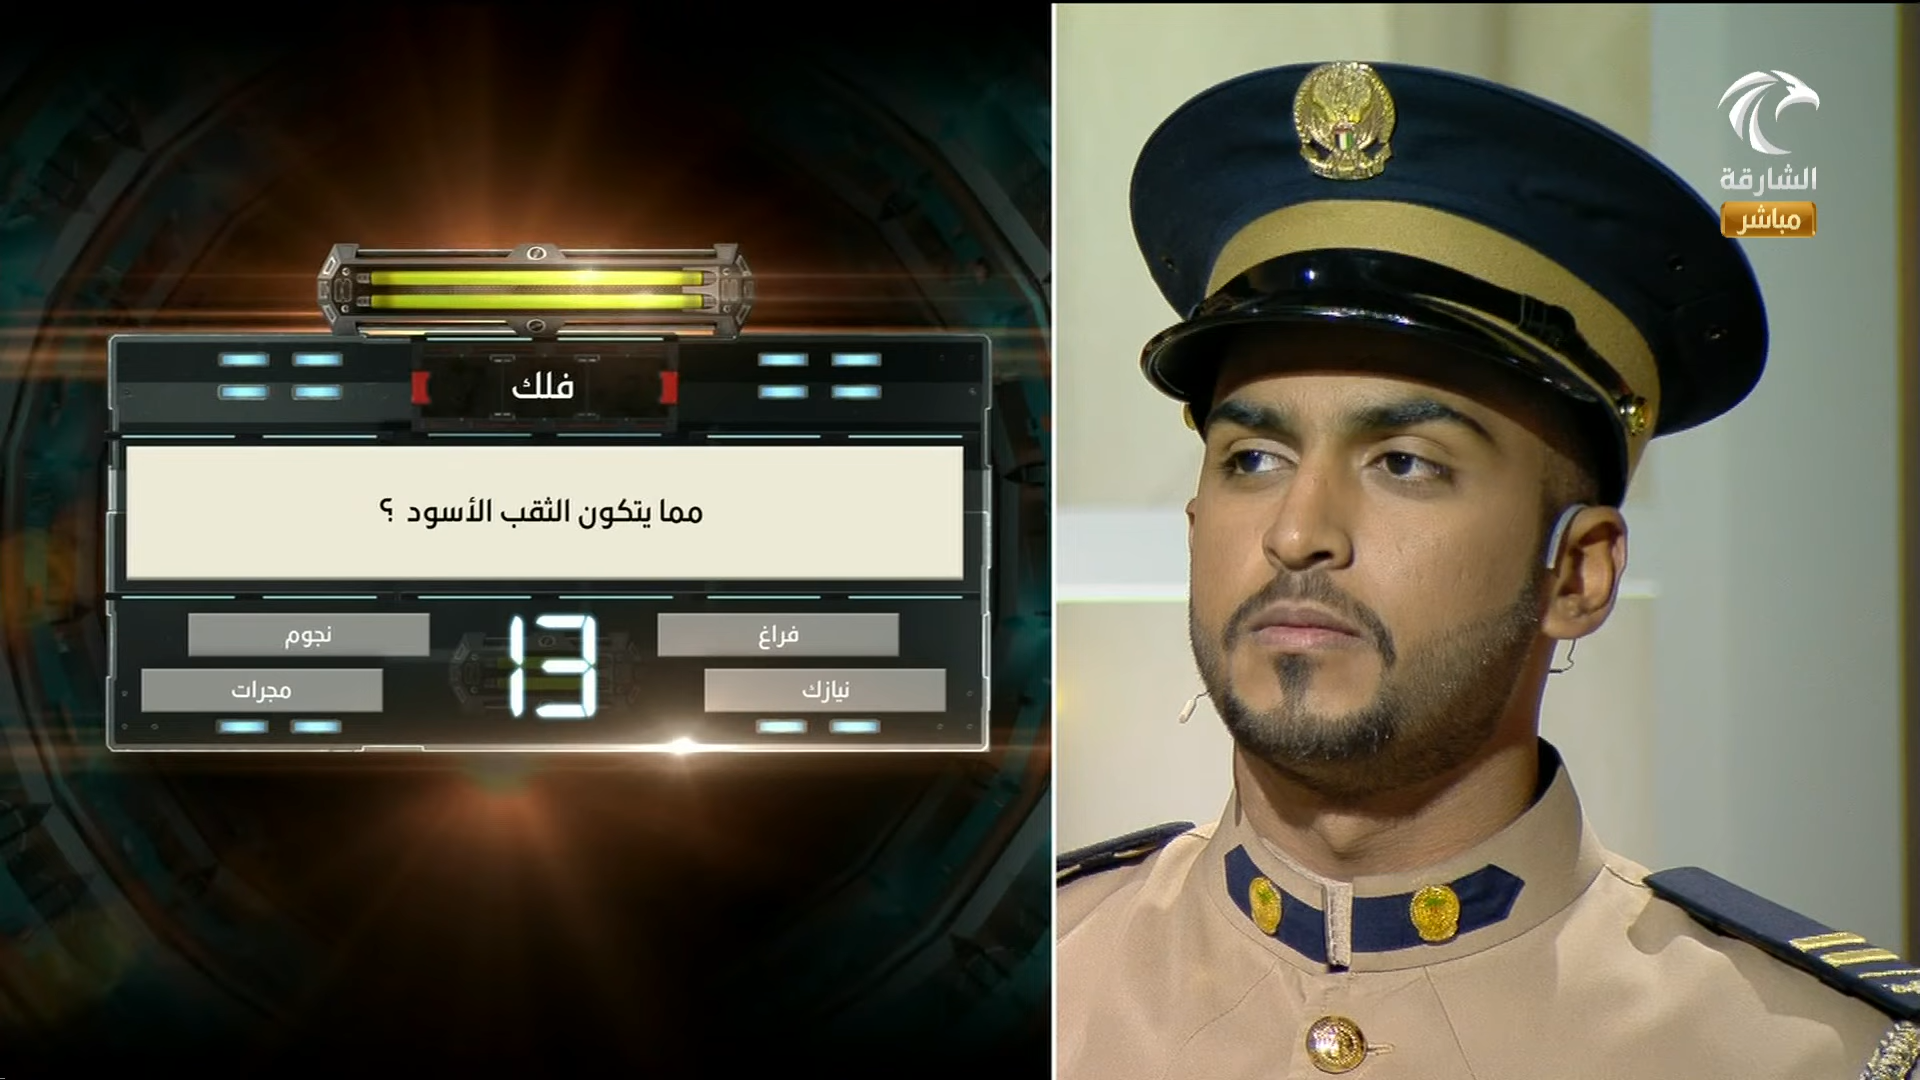 فلك
مما يتكون الثقب الأسود ؟
فراغ
نجوم
13
نيازك
مجرات
الشارقة
مباشر